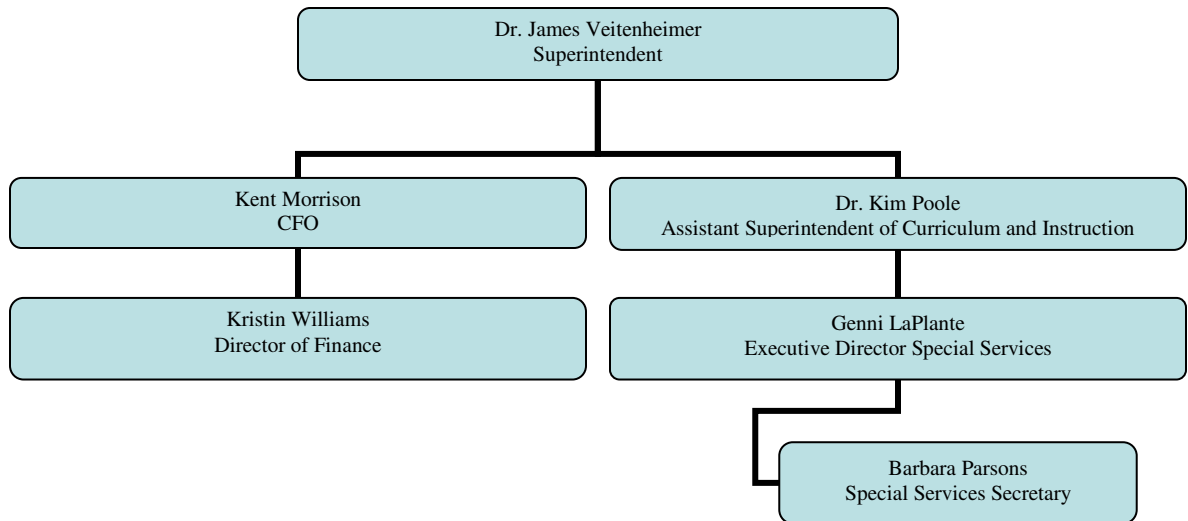 Dr. James Veitenheimer
Superintendent
Kent Morrison
CFO
Dr. Kim Poole
Assistant Superintendent of Curriculum and Instruction
Kristin Williams
Director of Finance
Genni LaPlante
Executive Director Special Services
Barbara Parsons
Special Services Secretary